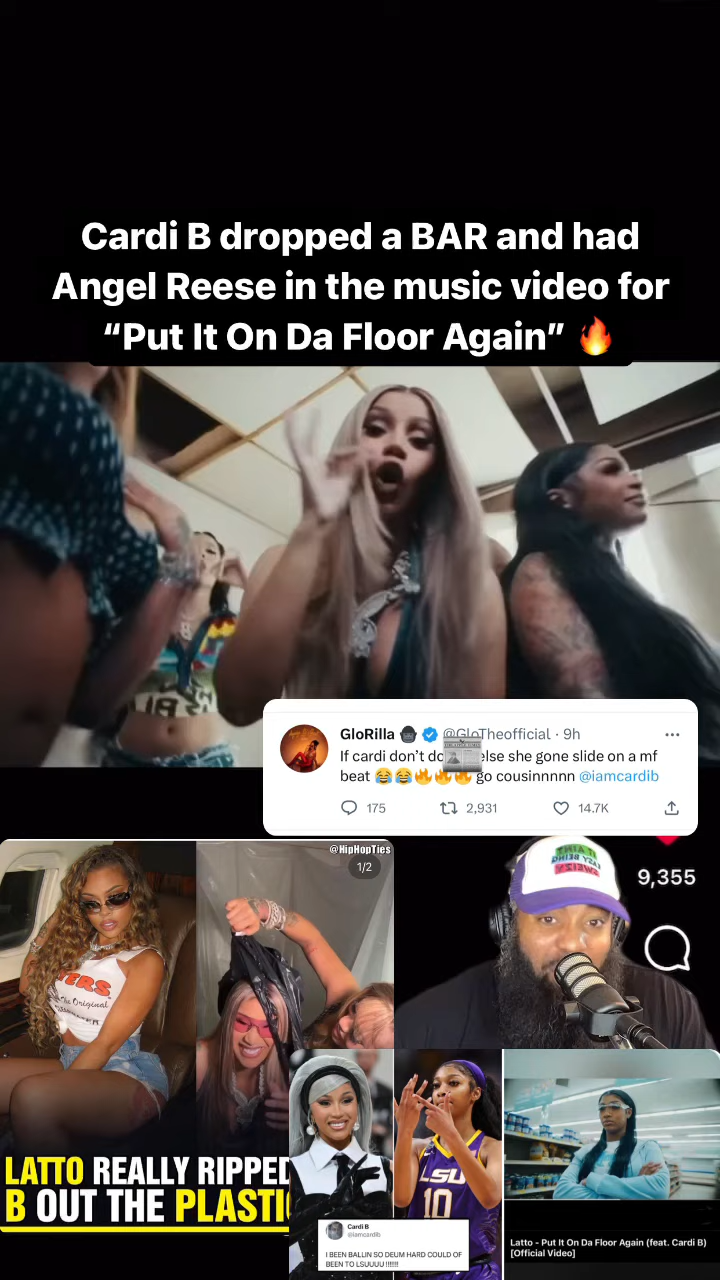 Cardi B dropped a BAR and had
Angel Reese in the music video for
“Put It On Da Floor Again” 🔥
GloRilla @GloTheofficial · 9h
If cardi don’t do else she gone slide on a mf
beat 😂😂🔥🔥🔥go cousinnnnn @iamcardib
175
2,931
14.7K
@HipHopTies
1/2
9,355
The Original
LATTO REALLY RIPPED
B OUT THE PLASTI
LSU
10
Cardi B
@iamcardib
I BEEN BALLIN SO DEUM HARD COULD OF
BEEN TO LSUUUU !!!!!!!
Latto - Put It On Da Floor Again (feat. Cardi B)
[Official Video]